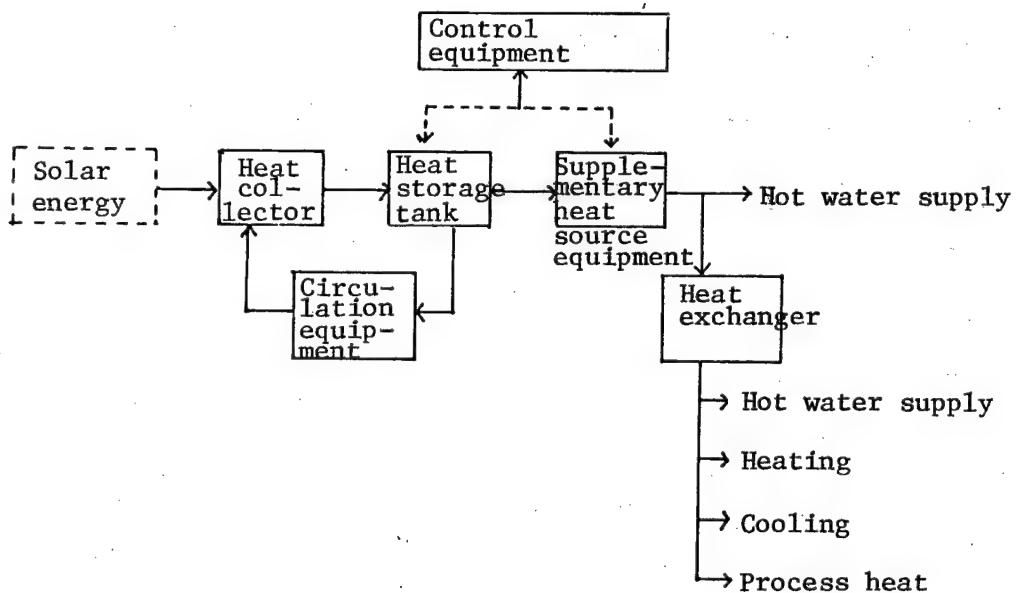 Control
equipment
Solar
energy
Heat
col-
lector
Heat
storage
tank
Supple-
mentary
heat
source
equipment
Hot water supply
Circu-
lation
equip-
ment
Heat
exchanger
Hot water supply
Heating
Cooling
Process heat